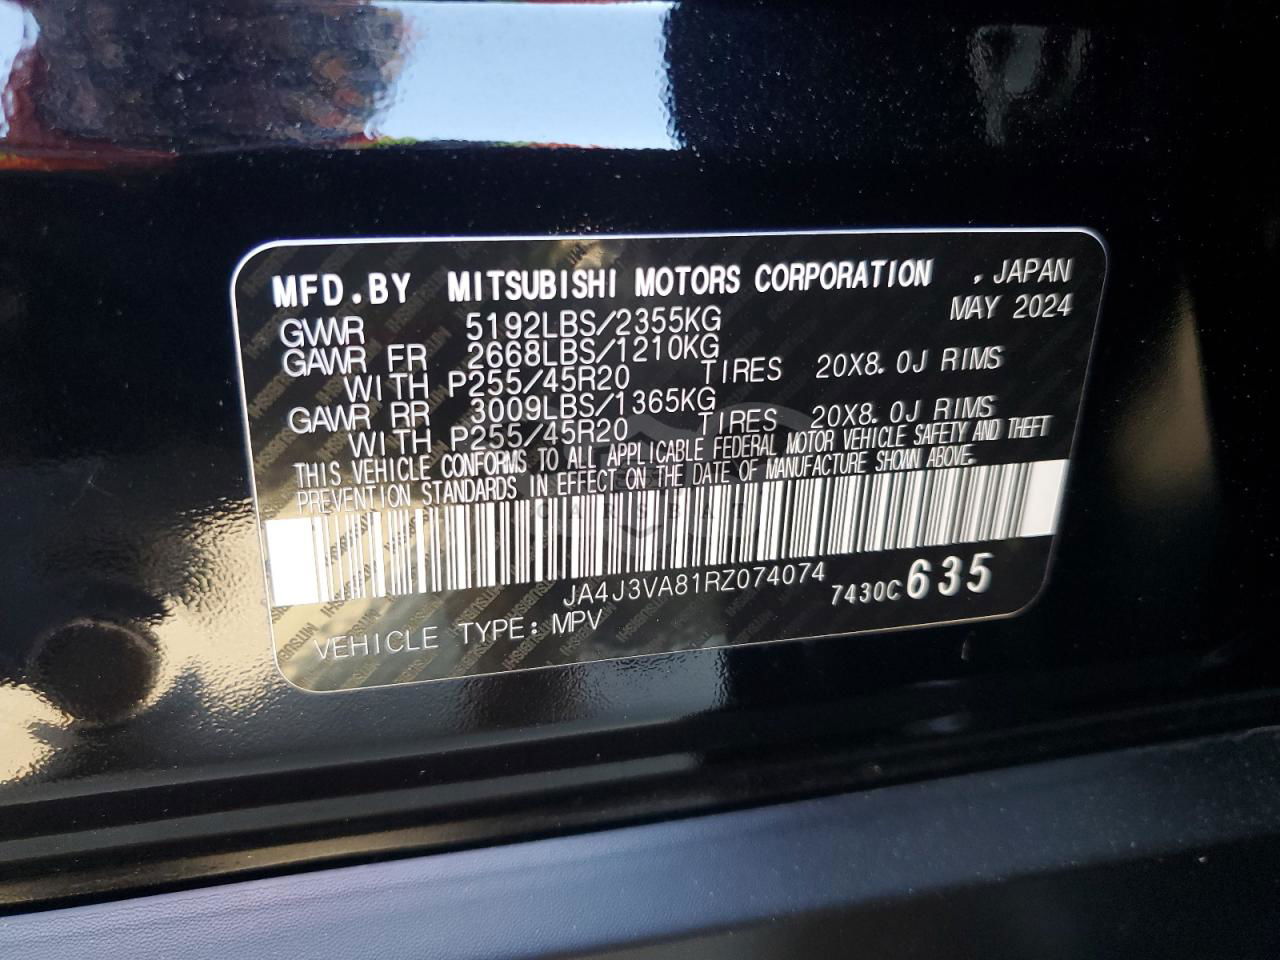 MFD.BY MITSUBISHI MOTORS CORPORATION , JAPAN
MAY 2024
GVWR 5192LBS/2355KG
GAWR FR 2668LBS/1210KG
WITH P255/45R20 TIRES 20X8.0J RIMS
GAWR RR 3009LBS/1365KG
WITH P255/45R20 TIRES 20X8.0J RIMS
THIS VEHICLE CONFORMS TO ALL APPLICABLE FEDERAL MOTOR VEHICLE SAFETY AND THEFT
PREVENTION STANDARDS IN EFFECT ON THE DATE OF MANUFACTURE SHOWN ABOVE.
JA4J3VA81RZ074074
7430C635
VEHICLE TYPE: MPV